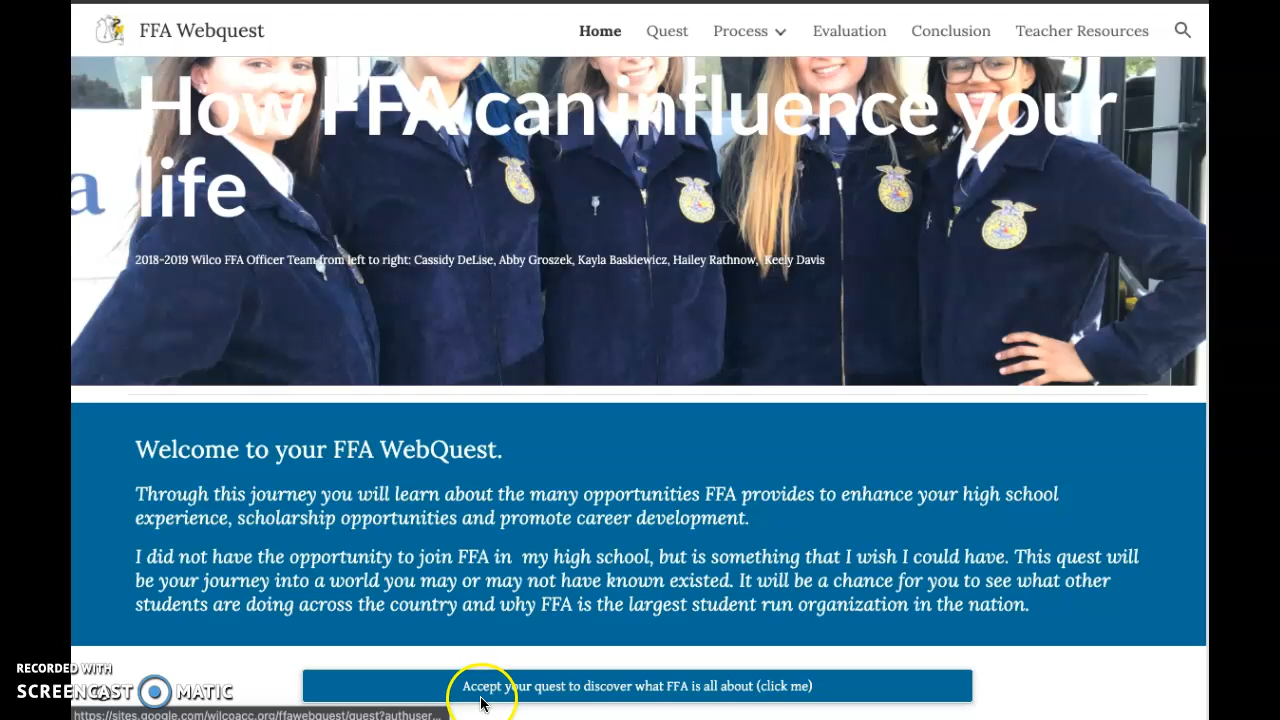 FFA Webquest
Home Quest Process Evaluation Conclusion Teacher Resources
How FFA can influence your
life
a
2018-2019 Wilco FFA Officer Team from left to right: Cassidy DeLise, Abby Groszek, Kayla Baskiewicz, Hailey Rathnow, Keely Davis
Welcome to your FFA WebQuest.
Through this journey you will learn about the many opportunities FFA provides to enhance your high school
experience, scholarship opportunities and promote career development.
I did not have the opportunity to join FFA in my high school, but is something that I wish I could have. This quest will
be your journey into a world you may or may not have known existed. It will be a chance for you to see what other
students are doing across the country and why FFA is the largest student run organization in the nation.
Accept your quest to discover what FFA is all about (click me)
RECORDED WITH
SCREENCAST MATIC
https://sites.google.com/wilcoacc.org/ffawebquest/quest?authuser...